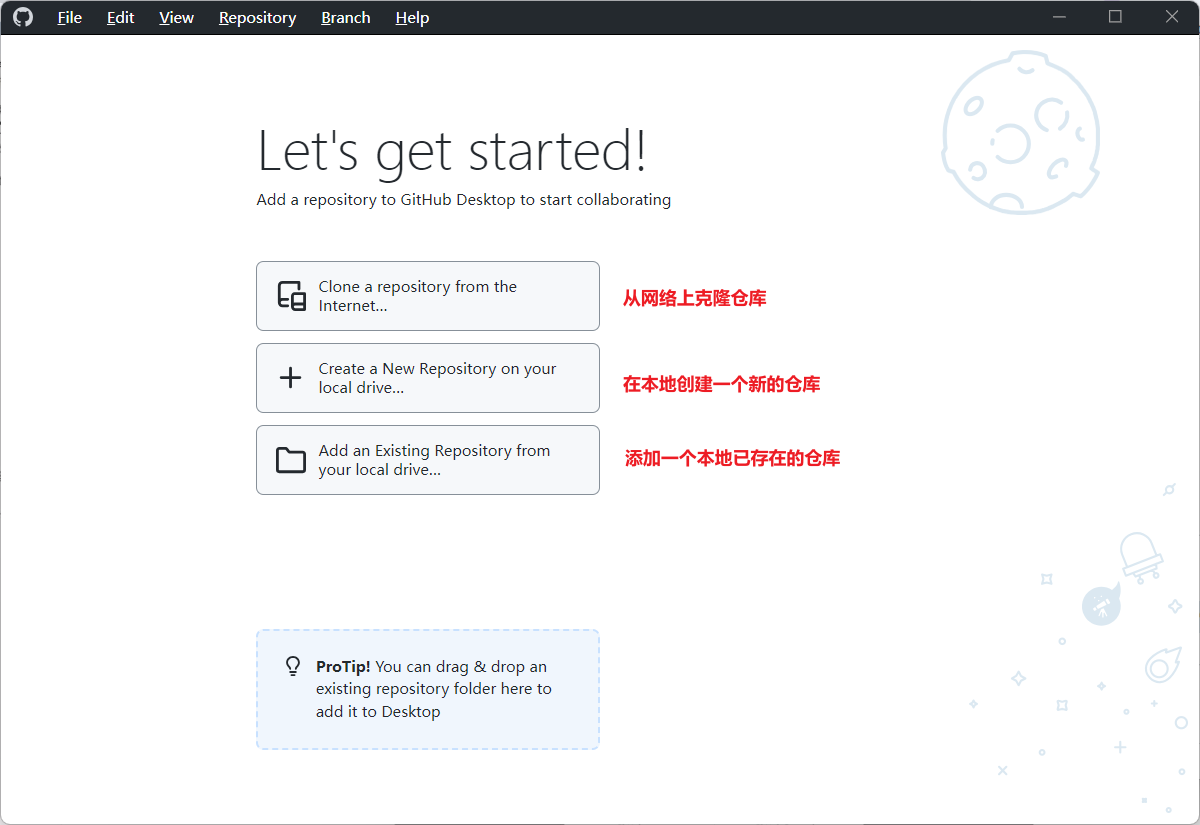 File Edit View Repository Branch Help
Let's get started!
Add a repository to GitHub Desktop to start collaborating
Clone a repository from the
Internet...
从网络上克隆仓库
Create a New Repository on your
local drive...
在本地创建一个新的仓库
Add an Existing Repository from
your local drive...
添加一个本地已存在的仓库
ProTip! You can drag & drop an
existing repository folder here to
add it to Desktop